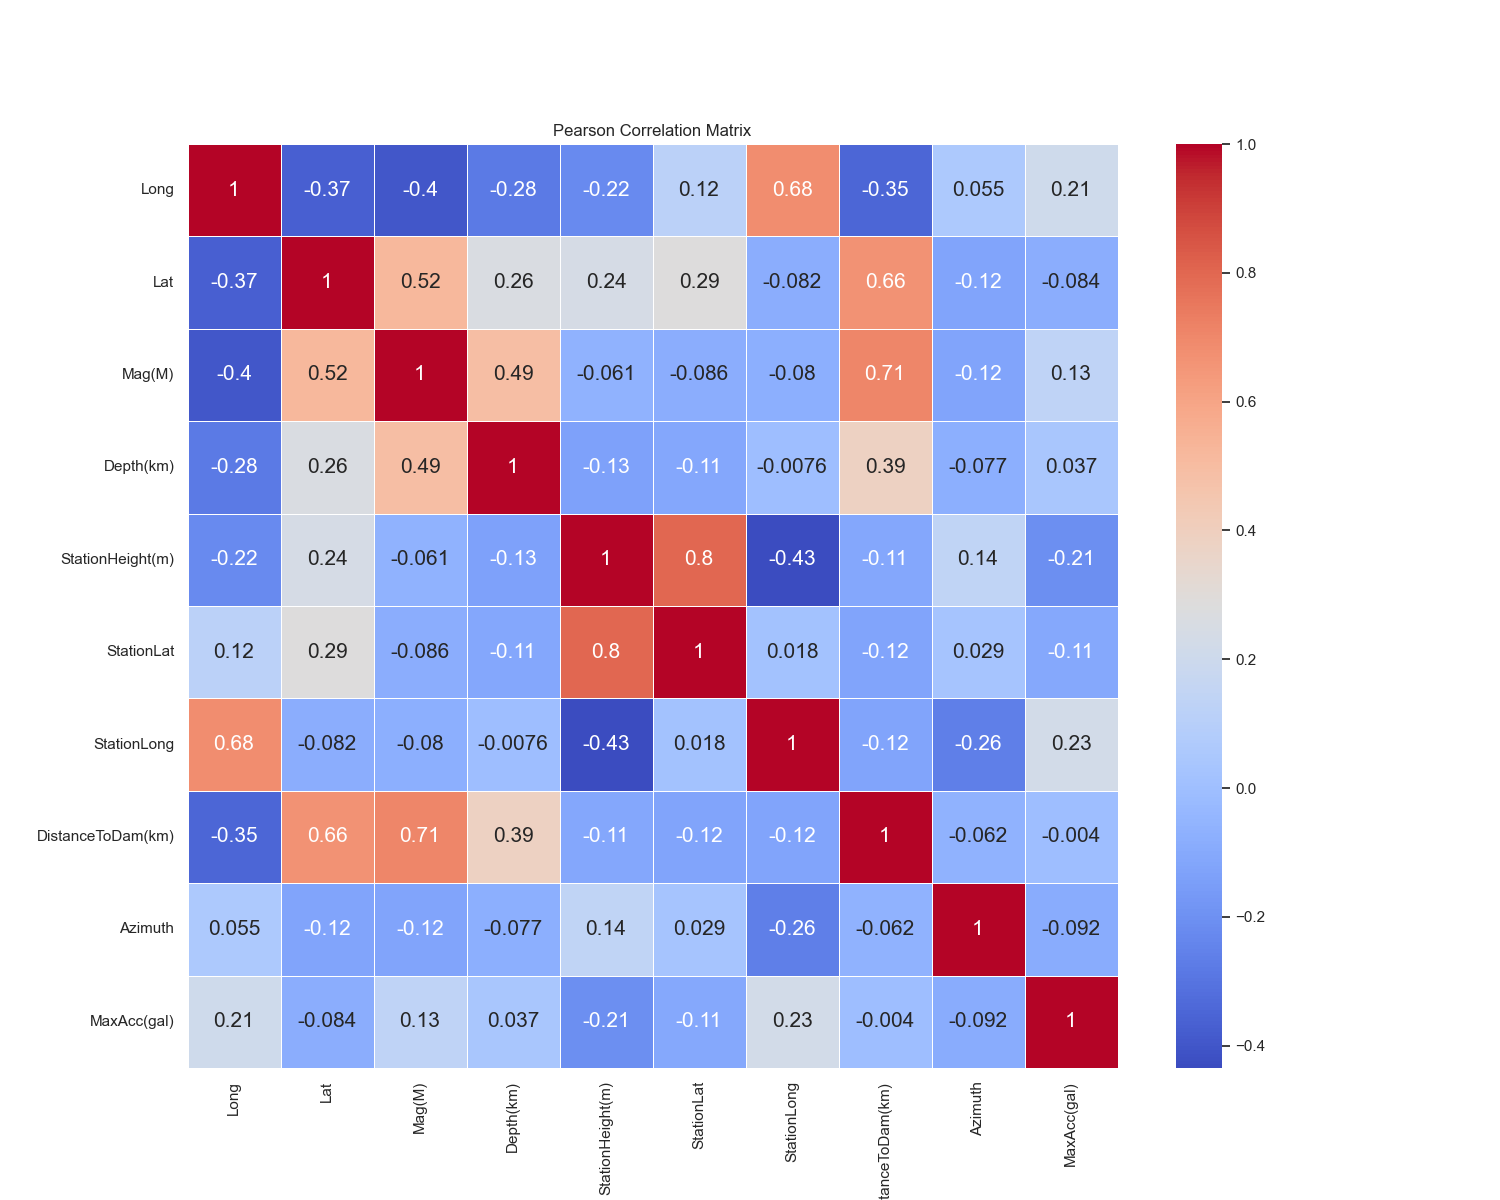 Pearson Correlation Matrix
Long 1 -0.37 -0.4 -0.28 -0.22 0.12 0.68 -0.35 0.055 0.21
Lat -0.37 1 0.52 0.26 0.24 0.29 -0.082 0.66 -0.12 -0.084
Mag(M) -0.4 0.52 1 0.49 -0.061 -0.086 -0.08 0.71 -0.12 0.13
Depth(km) -0.28 0.26 0.49 1 -0.13 -0.11 -0.0076 0.39 -0.077 0.037
StationHeight(m) -0.22 0.24 -0.061 -0.13 1 0.8 -0.43 -0.11 0.14 -0.21
StationLat 0.12 0.29 -0.086 -0.11 0.8 1 0.018 -0.12 0.029 -0.11
StationLong 0.68 -0.082 -0.08 -0.0076 -0.43 0.018 1 -0.12 -0.26 0.23
DistanceToDam(km) -0.35 0.66 0.71 0.39 -0.11 -0.12 -0.12 1 -0.062 -0.004
Azimuth 0.055 -0.12 -0.12 -0.077 0.14 0.029 -0.26 -0.062 1 -0.092
MaxAcc(gal) 0.21 -0.084 0.13 0.037 -0.21 -0.11 0.23 -0.004 -0.092 1
Long
Lat
Mag(M)
Depth(km)
StationHeight(m)
StationLat
StationLong
tanceToDam(km)
Azimuth
MaxAcc(gal)
1.0
0.8
0.6
0.4
0.2
0.0
−0.2
−0.4